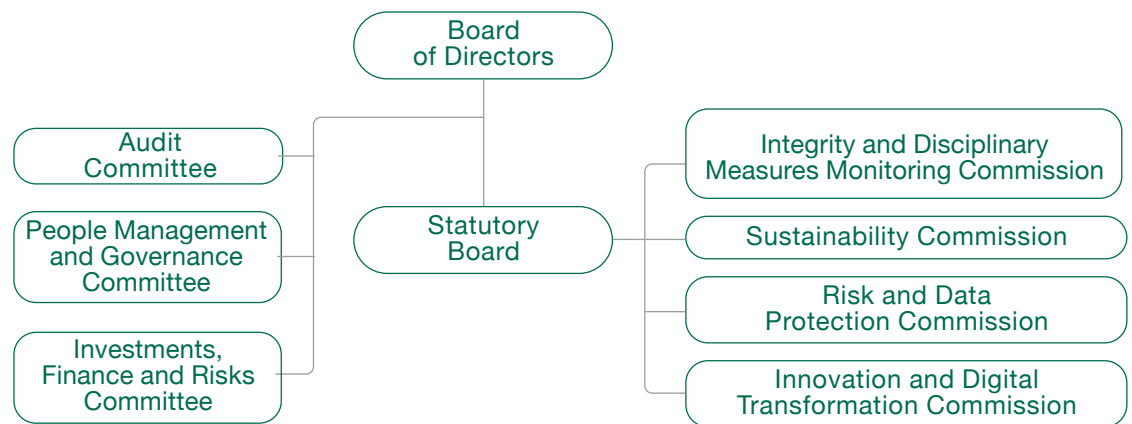 Board
of Directors
Audit
Committee
People Management
and Governance
Committee
Investments,
Finance and Risks
Committee
Statutory
Board
Integrity and Disciplinary
Measures Monitoring Commission
Sustainability Commission
Risk and Data
Protection Commission
Innovation and Digital
Transformation Commission